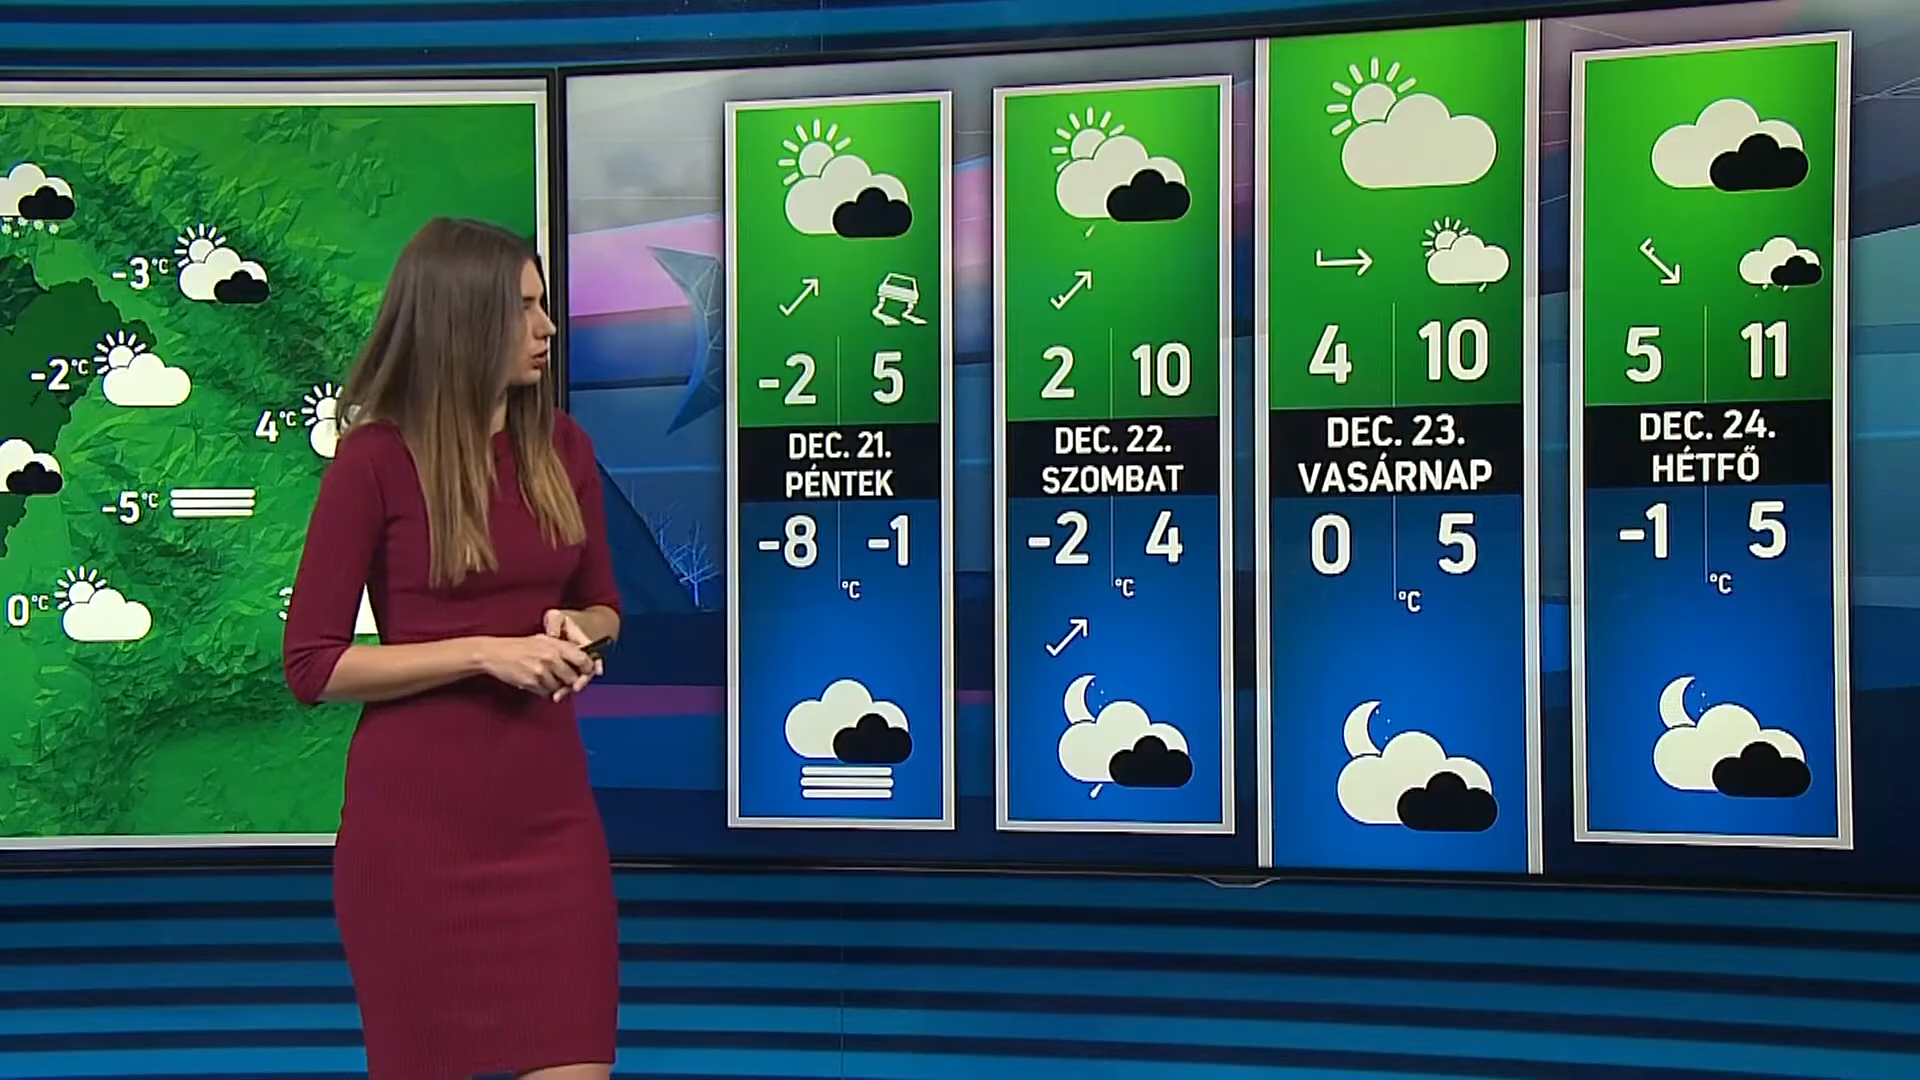 -3°C
-2°C
4°C
-5°C
0°C
-2 5
DEC. 21.
PÉNTEK
-8 -1
°C
2 10
DEC. 22.
SZOMBAT
-2 4
°C
4 10
DEC. 23.
VASÁRNAP
0 5
°C
5 11
DEC. 24.
HÉTFŐ
-1 5
°C